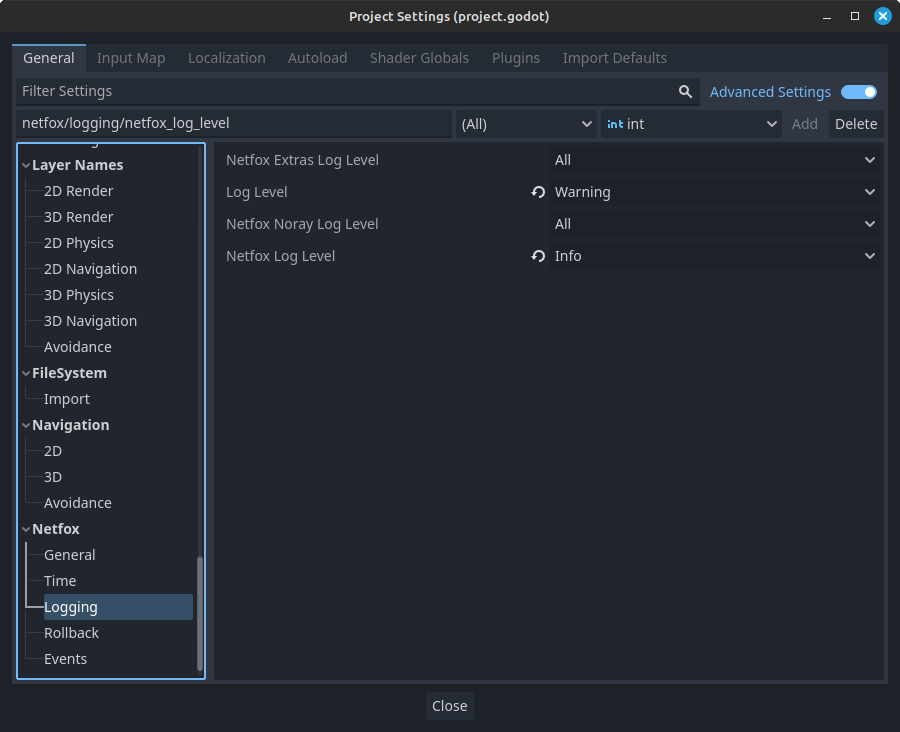 Project Settings (project.godot)
General Input Map Localization Autoload Shader Globals Plugins Import Defaults
Filter Settings Advanced Settings
netfox/logging/netfox_log_level (All) int int Add Delete
Layer Names
2D Render
3D Render
2D Physics
2D Navigation
3D Physics
3D Navigation
Avoidance
FileSystem
Import
Navigation
2D
3D
Avoidance
Netfox
General
Time
Logging
Rollback
Events
Netfox Extras Log Level All
Log Level Warning
Netfox Noray Log Level All
Netfox Log Level Info
Close